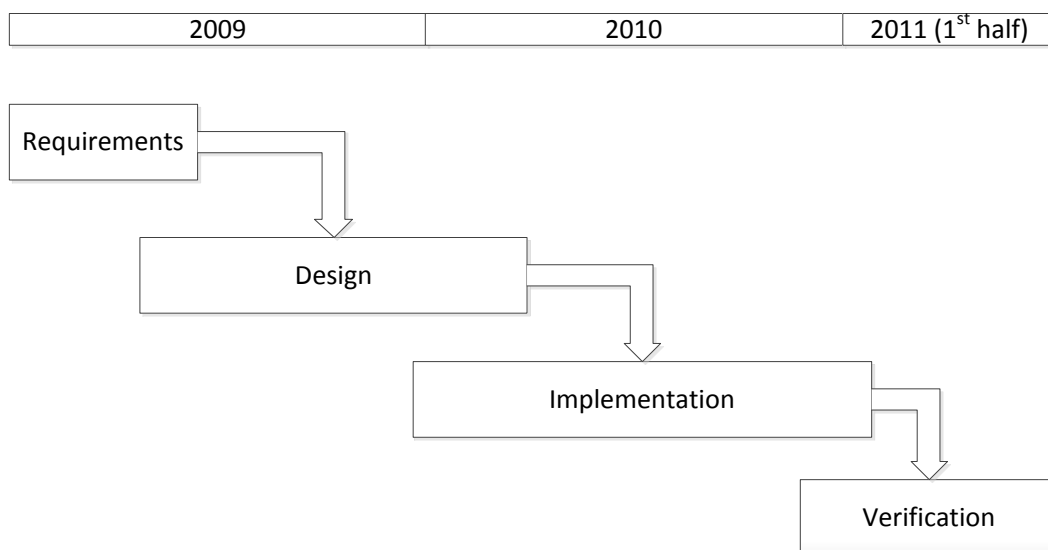 2009 2010 2011 (1st half)
Requirements
Design
Implementation
Verification